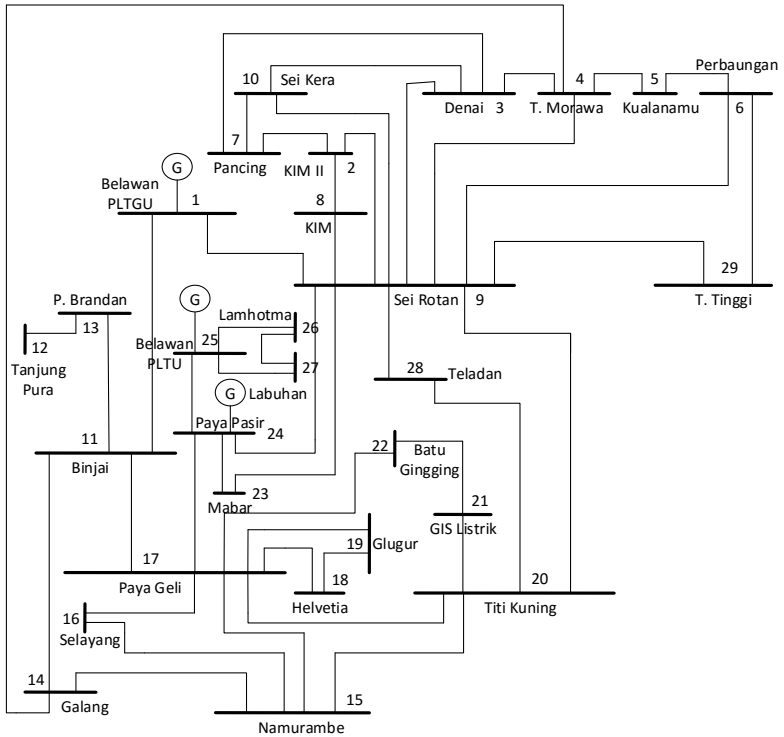 Perbaungan
10 Sei Kera
4
5
Denai 3
T. Morawa
Kualanamu
6
7
Pancing
KIM II
2
G
Belawan
PLTGU
1
8
KIM
29
Sei Rotan 9
T. Tinggi
P. Brandan
13
G
Lamhotma
26
12
Tanjung
Pura
Belawan
PLTU
25
27
28
Teladan
G
Labuhan
Paya Pasir
24
11
Binjai
22
Batu
Gingging
23
Mabar
21
GIS Listrik
17
Paya Geli
19
Glugur
18
Helvetia
20
Titi Kuning
16
Selayang
14
Galang
15
Namurambe